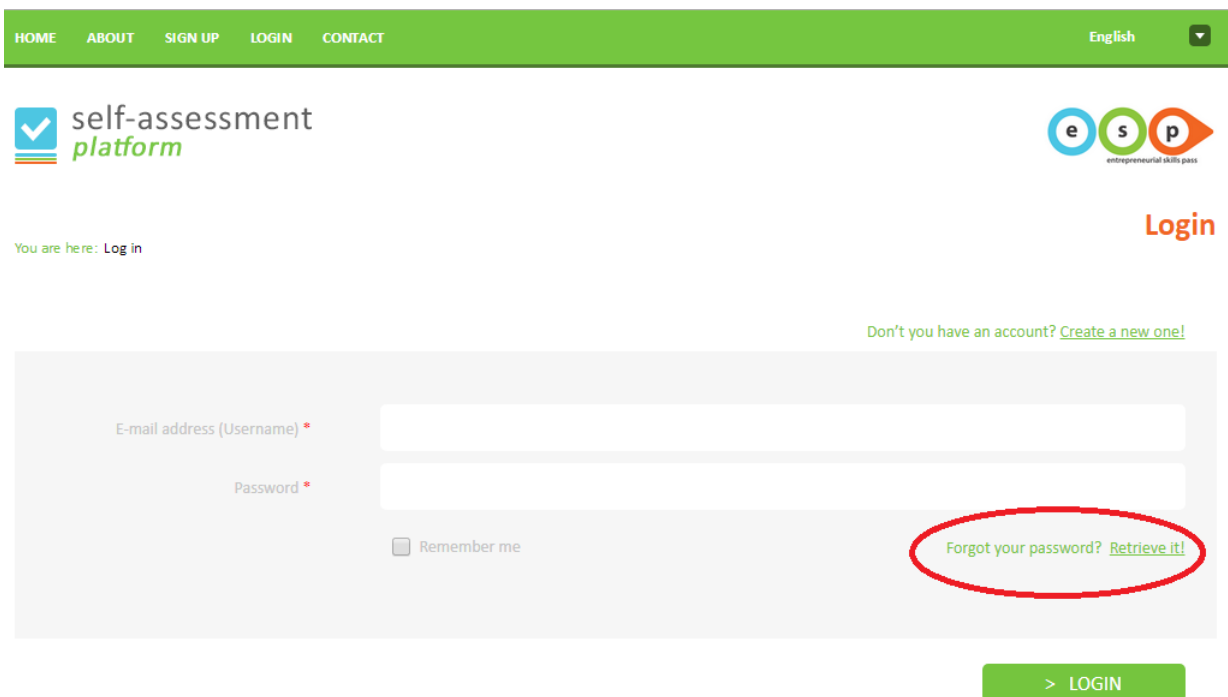 HOME ABOUT SIGN UP LOGIN CONTACT English
self-assessment
platform
e s p
entrepreneurial skills pass
Login
You are here: Log in
Don't you have an account? Create a new one!
E-mail address (Username) *
Password *
Remember me Forgot your password? Retrieve it!
> LOGIN